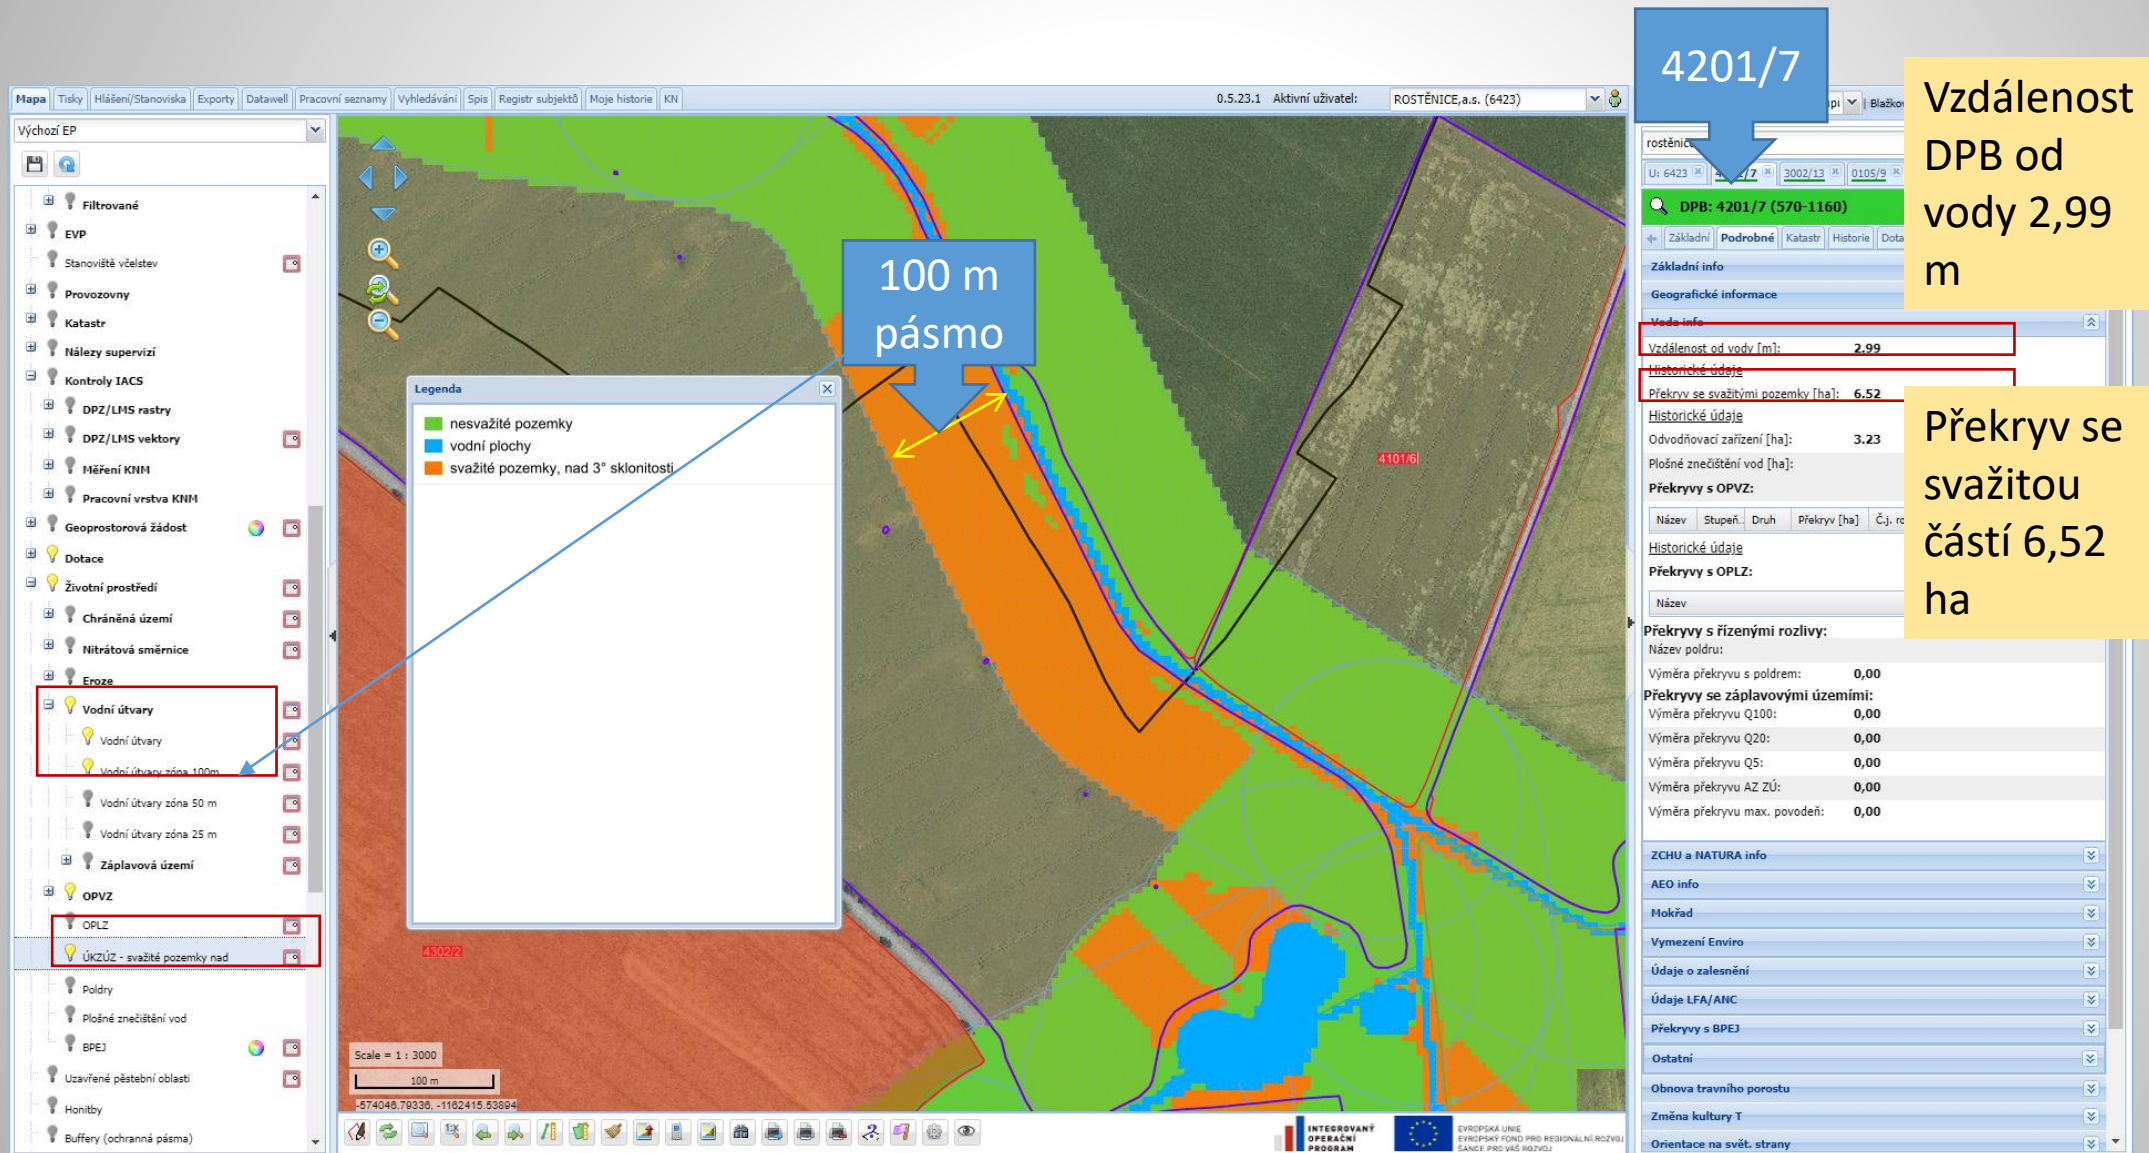 4201/7
Vzdálenost
DPB od
vody 2,99
m
Mapa Tisky Hlášení/Stanoviska Exporty Datawell Pracovní seznamy Vyhledávání Spis Registr subjektů Moje historie KN
0.5.23.1 Aktivní uživatel: ROSTĚNICE,a.s. (6423)
Výchozí EP
Filtrované
EVP
Stanoviště včelstev
Provozovny
Katastr
Nálezy supervizí
Kontroly IACS
DPZ/LMS rastry
DPZ/LMS vektory
Měření KNM
Pracovní vrstva KNM
Geoprostorová žádost
Dotace
Životní prostředí
Chráněná území
Nitrátová směrnice
Eroze
Vodní útvary
Vodní útvary
Vodní útvary zóna 100m
Vodní útvary zóna 50 m
Vodní útvary zóna 25 m
Záplavová území
OPVZ
OPLZ
ÚKZÚZ - svažité pozemky nad
Poldry
Plošné znečištění vod
BPEJ
Uzavřené pěstební oblasti
Honitby
Buffery (ochranná pásma)
100 m
pásmo
Legenda
nesvažité pozemky
vodní plochy
svažité pozemky, nad 3° sklonitosti
4101/6
4302/2
Scale = 1 : 3000
100 m
-574046.79336, -1162415.53894
INTEGROVANÝ
OPERAČNÍ
PROGRAM
EVROPSKÁ UNIE
EVROPSKÝ FOND PRO REGIONÁLNÍ ROZVOJ
ŠANCE PRO VÁŠ ROZVOJ
U: 6423 3002/13 0105/9
DPB: 4201/7 (570-1160)
Základní Podrobné Katastr Historie
Základní info
Geografické informace
Voda info
Vzdálenost od vody [m]: 2.99
Historické údaje
Překryv se svažitými pozemky [ha]: 6.52
Historické údaje
Odvodňovací zařízení [ha]: 3.23
Plošné znečištění vod [ha]:
Překryvy s OPVZ:
Název Stupeň.. Druh Překryv [ha]
Historické údaje
Překryvy s OPLZ:
Název
Překryvy s řízenými rozlivy:
Název poldru:
Výměra překryvu s poldrem: 0,00
Překryvy se záplavovými územími:
Výměra překryvu Q100: 0,00
Výměra překryvu Q20: 0,00
Výměra překryvu Q5: 0,00
Výměra překryvu AZ ZÚ: 0,00
Výměra překryvu max. povodeň: 0,00
ZCHU a NATURA info
AEO info
Mokřad
Vymezení Enviro
Údaje o zalesnění
Údaje LFA/ANC
Překryvy s BPEJ
Ostatní
Obnova travního porostu
Změna kultury T
Orientace na svět. strany
Překryv se
svažitou
částí 6,52
ha